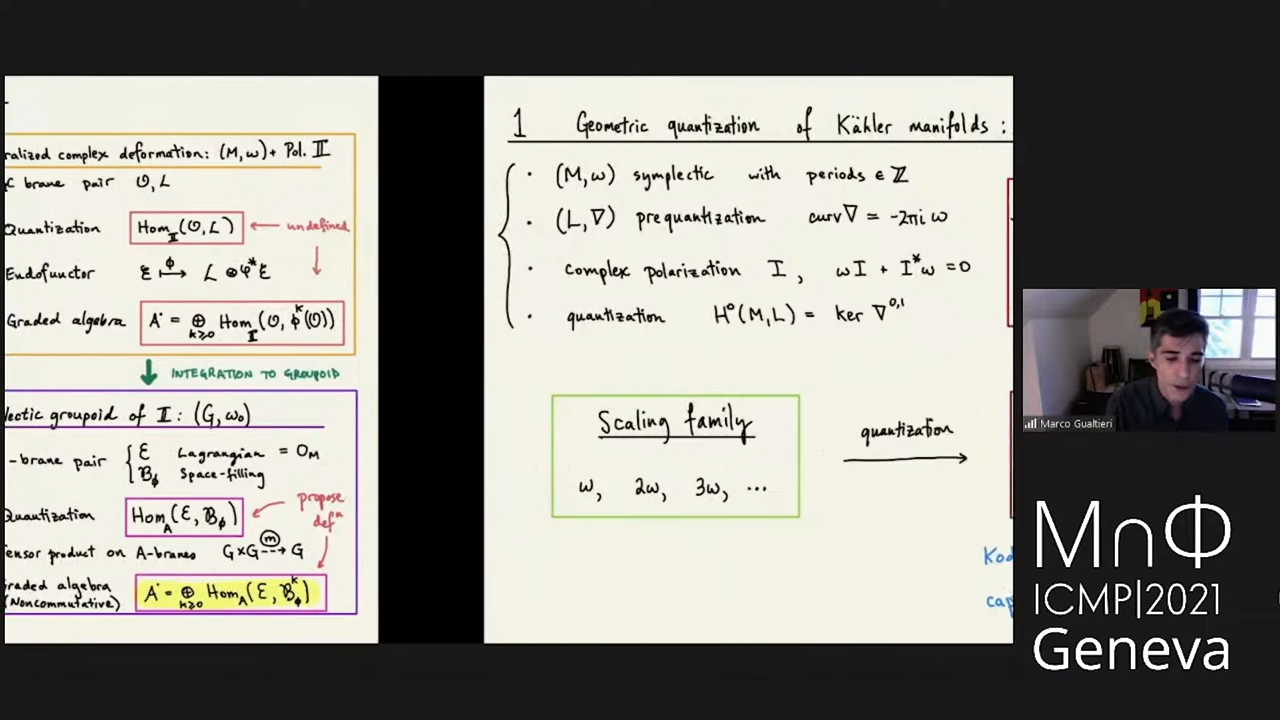 ralized complex deformation: (M,ω) + Pol. 𝕀
C brane pair 𝒪, L
Quantization Hom_𝕀(𝒪,L) ← undefined
Endofunctor ℰ ↦^Φ L ⊗ φ*ℰ
Graded algebra A• = ⊕_{k≥0} Hom_𝕀(𝒪, Φ^k(𝒪))
INTEGRATION TO GROUPOID
lectic groupoid of 𝕀: (G, ω₀)
-brane pair { ℰ Lagrangian = 0_M
ℬ_Φ Space-filling
Quantization Hom_A(ℰ, ℬ_Φ) ← propose defⁿ
ensor product on A-branes G×G ⇢^m G
raded algebra A• = ⊕_{k≥0} Hom_A(ℰ, ℬ_Φ^k)
(Noncommutative)
1 Geometric quantization of Kähler manifolds:
· (M,ω) symplectic with periods ∈ ℤ
· (L,∇) prequantization curv∇ = -2πi ω
· complex polarization I, ωI + I*ω = 0
· quantization H⁰(M,L) = ker ∇^{0,1}
Scaling family
ω, 2ω, 3ω, ...
quantization
Kod
cap
Marco Gualtieri
M∩Φ
ICMP|2021
Geneva